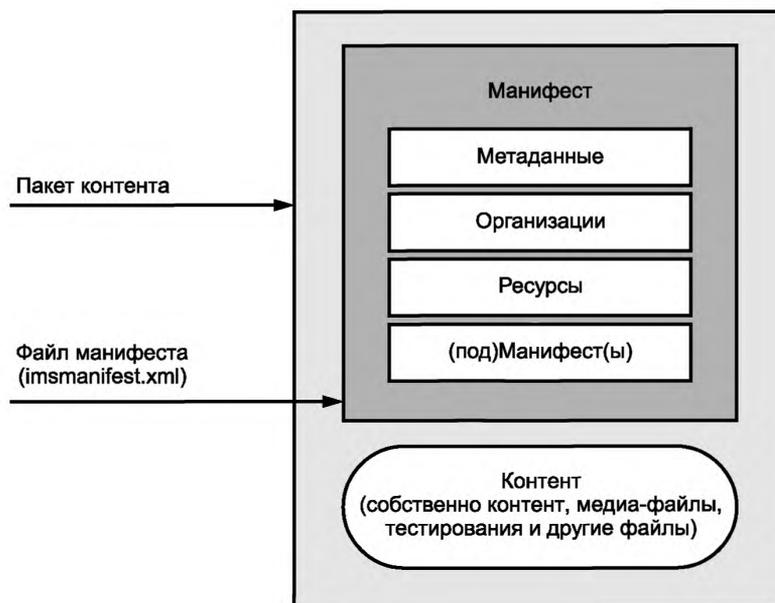 Манифест
Метаданные
Пакет контента
Организации
Ресурсы
Файл манифеста
(imsmanifest.xml)
(под)Манифест(ы)
Контент
(собственно контент, медиа-файлы,
тестирования и другие файлы)